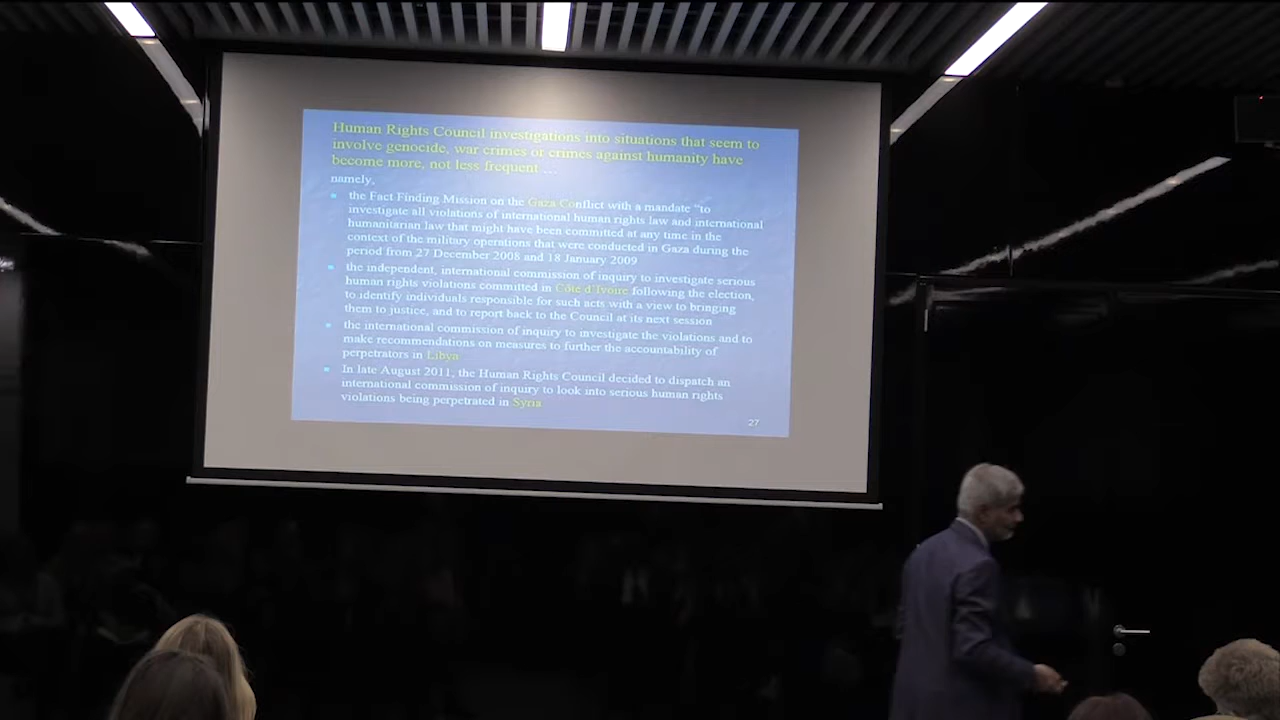 Human Rights Council investigations into situations that seem to
involve genocide, war crimes or crimes against humanity have
become more, not less frequent …
namely,
the Fact Finding Mission on the Gaza Conflict with a mandate “to
investigate all violations of international human rights law and international
humanitarian law that might have been committed at any time in the
context of the military operations that were conducted in Gaza during the
period from 27 December 2008 and 18 January 2009
the independent, international commission of inquiry to investigate serious
human rights violations committed in Côte d’Ivoire following the election,
to identify individuals responsible for such acts with a view to bringing
them to justice, and to report back to the Council at its next session
the international commission of inquiry to investigate the violations and to
make recommendations on measures to further the accountability of
perpetrators in Libya
In late August 2011, the Human Rights Council decided to dispatch an
international commission of inquiry to look into serious human rights
violations being perpetrated in Syria
27